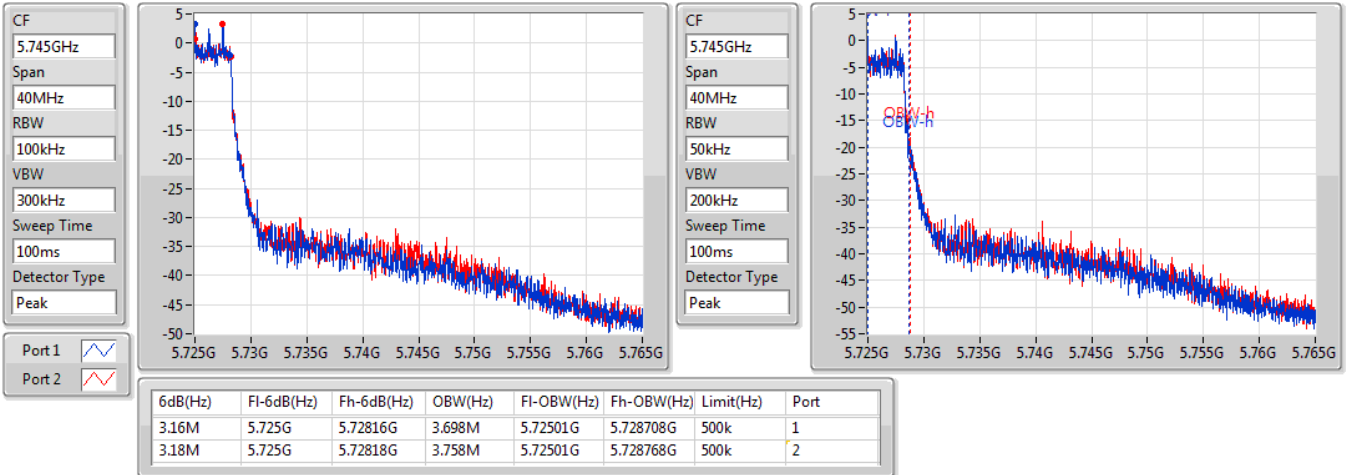 CF
5.745GHz
Span
40MHz
RBW
100kHz
VBW
300kHz
Sweep Time
100ms
Detector Type
Peak
Port 1
Port 2
5
0
-5
-10
-15
-20
-25
-30
-35
-40
-45
-50
5.725G 5.73G 5.735G 5.74G 5.745G 5.75G 5.755G 5.76G 5.765G
CF
5.745GHz
Span
40MHz
RBW
50kHz
VBW
200kHz
Sweep Time
100ms
Detector Type
Peak
5
0
-5
-10
-15
-20
-25
-30
-35
-40
-45
-50
-55
OBW-h
OBW-h
5.725G 5.73G 5.735G 5.74G 5.745G 5.75G 5.755G 5.76G 5.765G
6dB(Hz) Fl-6dB(Hz) Fh-6dB(Hz) OBW(Hz) Fl-OBW(Hz) Fh-OBW(Hz) Limit(Hz) Port
3.16M 5.725G 5.72816G 3.698M 5.72501G 5.728708G 500k 1
3.18M 5.725G 5.72818G 3.758M 5.72501G 5.728768G 500k 2